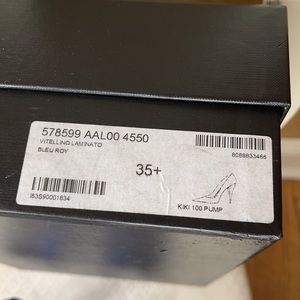 578599 AAL00 4550
VITELLINO LAMINATO
BLEU ROY
8088833466
35+
I53S90001834
KIKI 100 PUMP